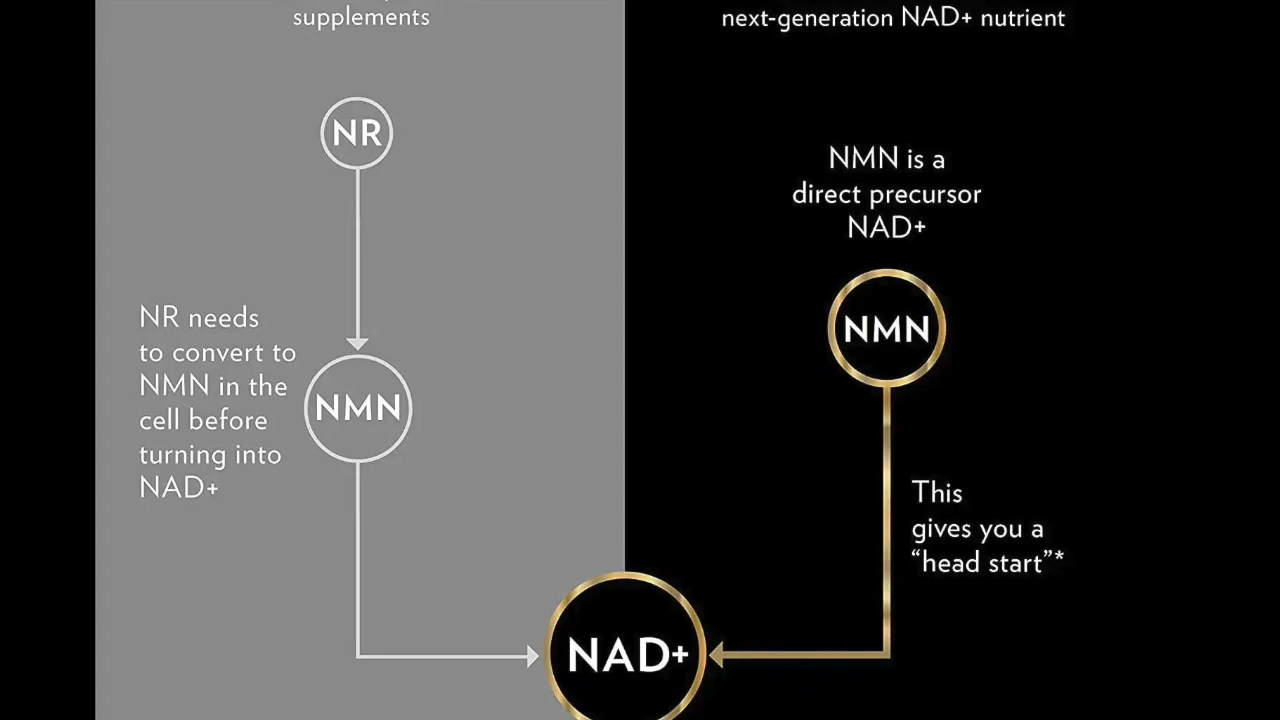 supplements
NR
NR needs
to convert to
NMN in the
cell before
turning into
NAD+
NMN
next-generation NAD+ nutrient
NMN is a
direct precursor
NAD+
NMN
This
gives you a
“head start”*
NAD+